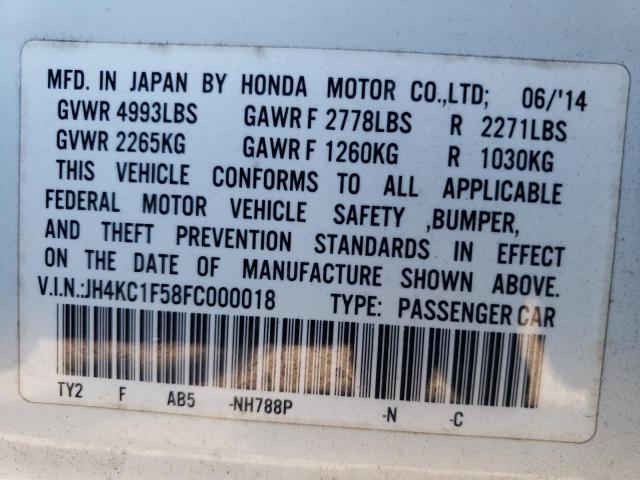 MFD. IN JAPAN BY HONDA MOTOR CO.,LTD; 06/'14
GVWR 4993LBS GAWR F 2778LBS R 2271LBS
GVWR 2265KG GAWR F 1260KG R 1030KG
THIS VEHICLE CONFORMS TO ALL APPLICABLE
FEDERAL MOTOR VEHICLE SAFETY ,BUMPER,
AND THEFT PREVENTION STANDARDS IN EFFECT
ON THE DATE OF MANUFACTURE SHOWN ABOVE.
V.I.N.:JH4KC1F58FC000018 TYPE: PASSENGER CAR
TY2 F AB5 -NH788P -N -C